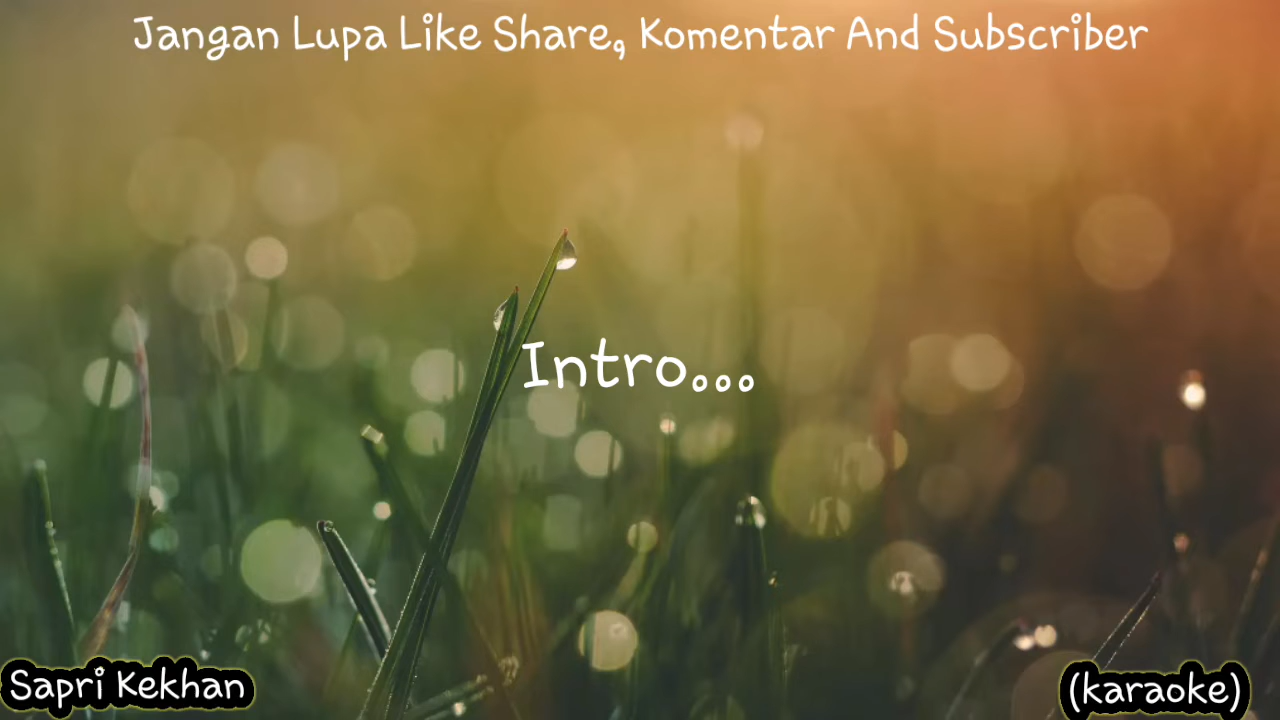 Jangan Lupa Like Share, Komentar And Subscriber
Intro...
Sapri Kekhan
(karaoke)